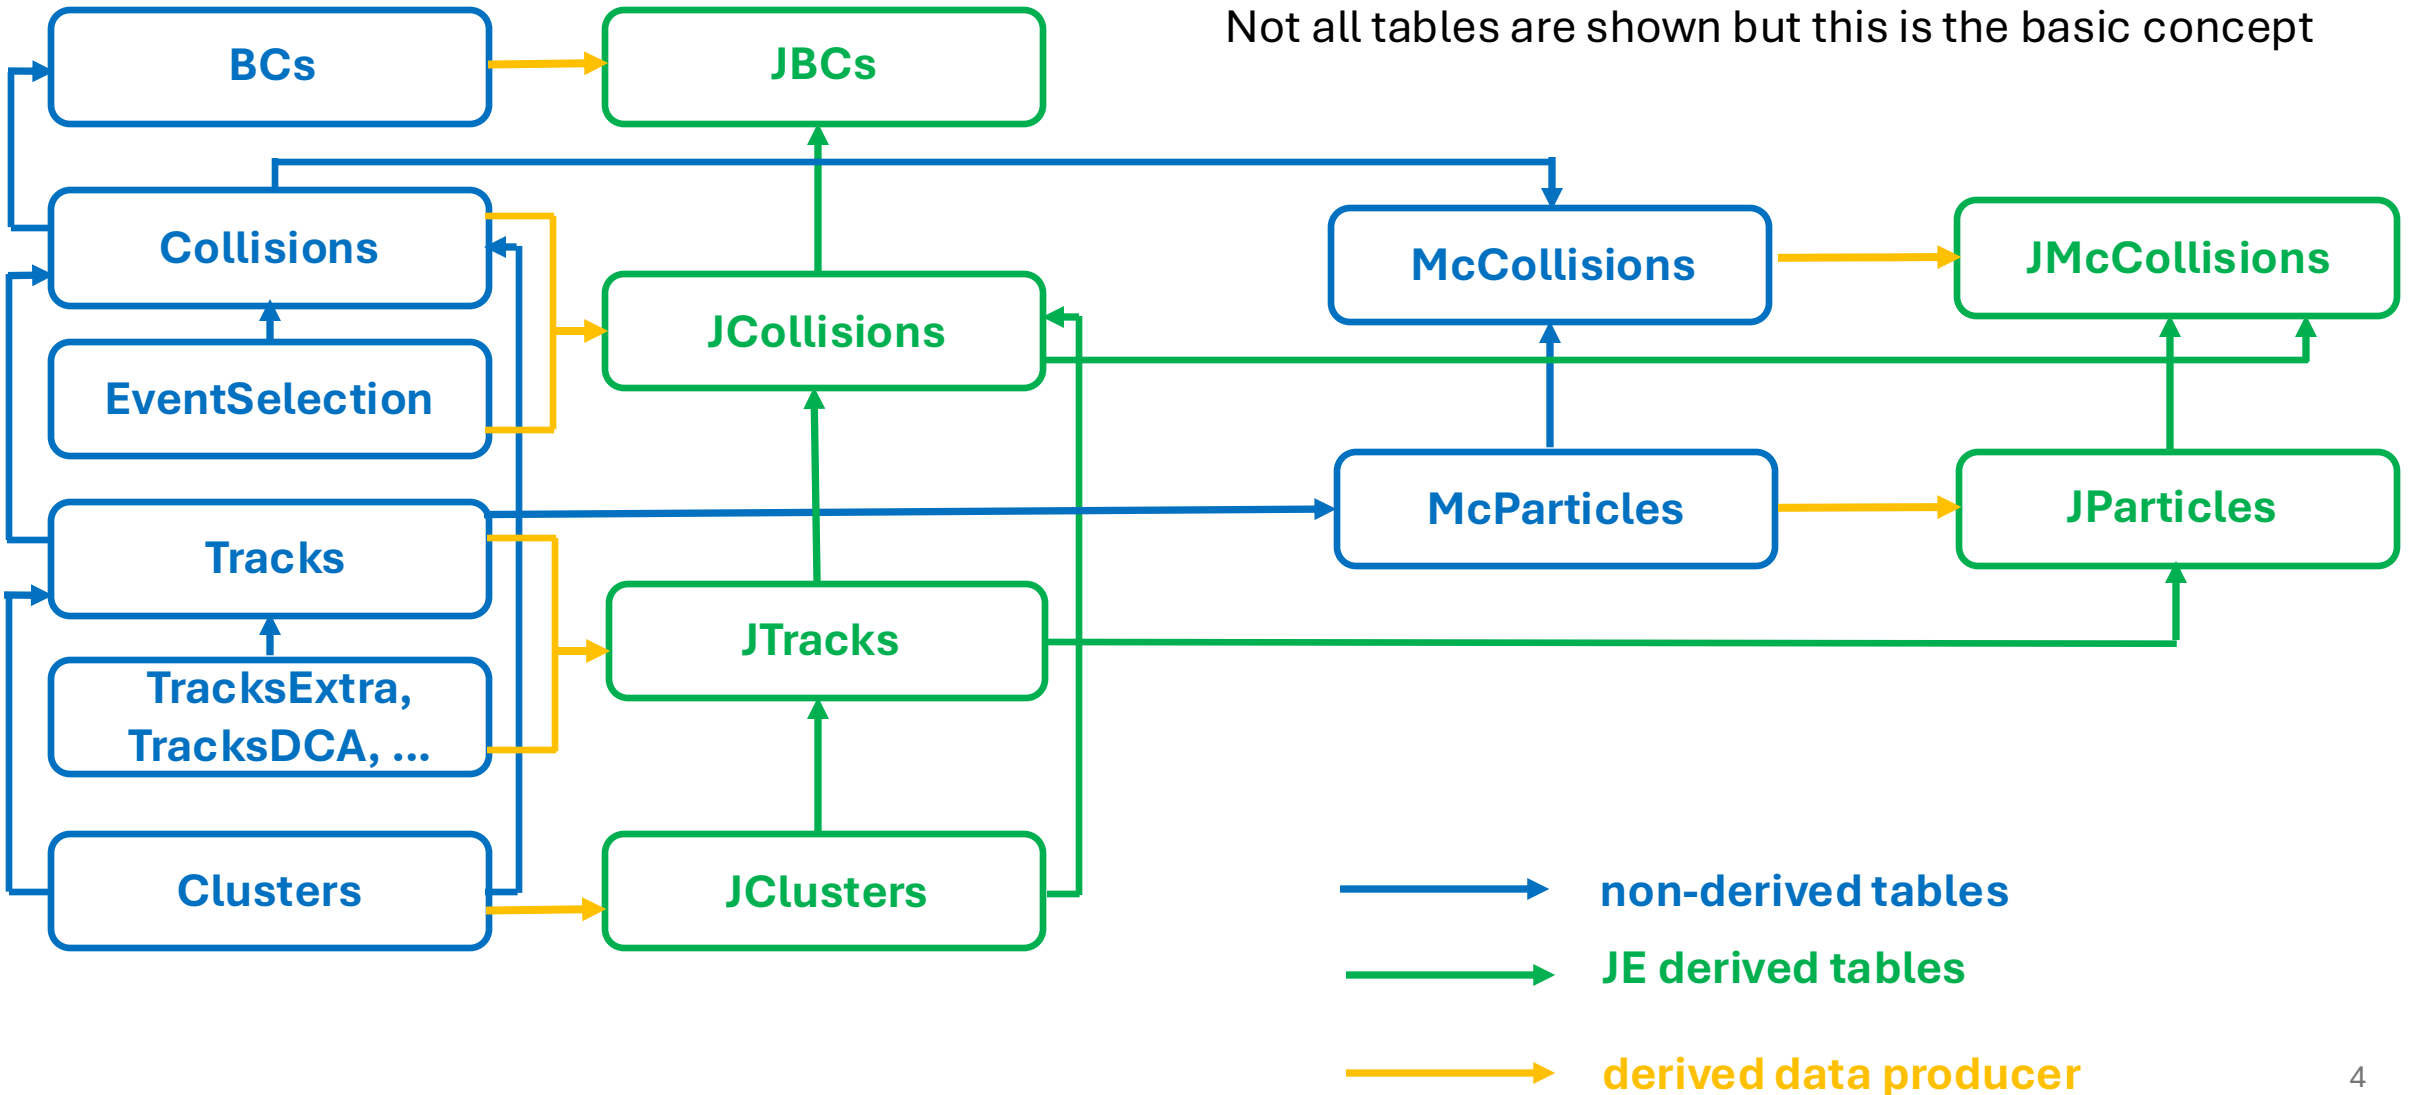 Not all tables are shown but this is the basic concept
BCs
JBCs
Collisions
McCollisions
JMcCollisions
JCollisions
EventSelection
McParticles
JParticles
Tracks
JTracks
TracksExtra,
TracksDCA, ...
Clusters
JClusters
non-derived tables
JE derived tables
derived data producer
4